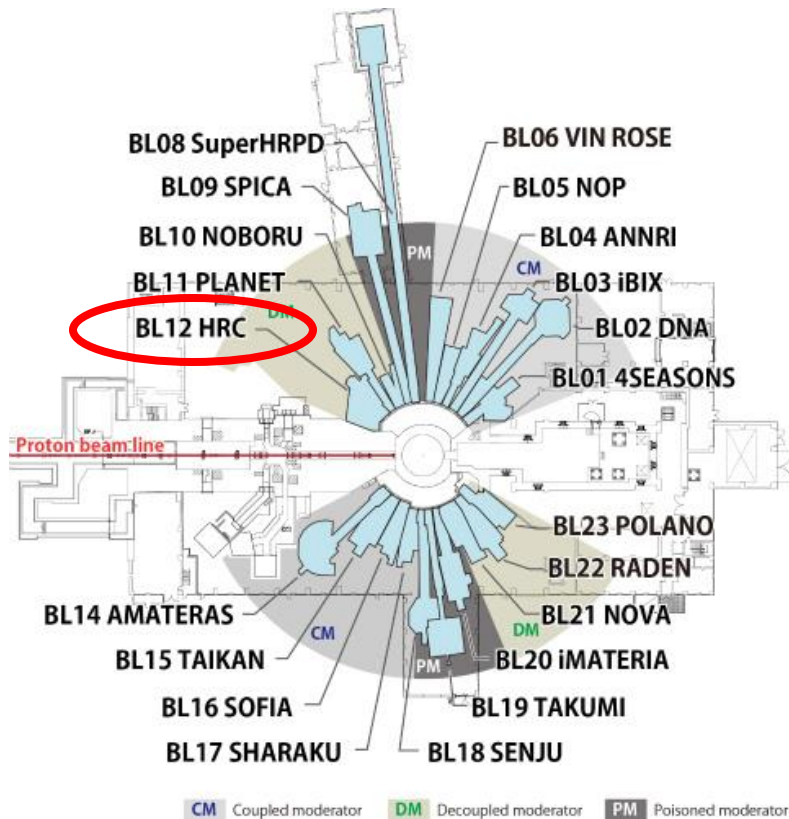 BL08 SuperHRPD
BL06 VIN ROSE
BL09 SPICA
BL05 NOP
BL10 NOBORU
PM
BL04 ANNRI
CM
BL11 PLANET
BL03 iBIX
DM
BL12 HRC
BL02 DNA
BL01 4SEASONS
Proton beam line
BL23 POLANO
BL22 RADEN
BL14 AMATERAS
BL21 NOVA
CM
DM
BL15 TAIKAN
PM
BL20 iMATERIA
BL16 SOFIA
BL19 TAKUMI
BL17 SHARAKU
BL18 SENJU
CM Coupled moderator
DM Decoupled moderator
PM Poisoned moderator